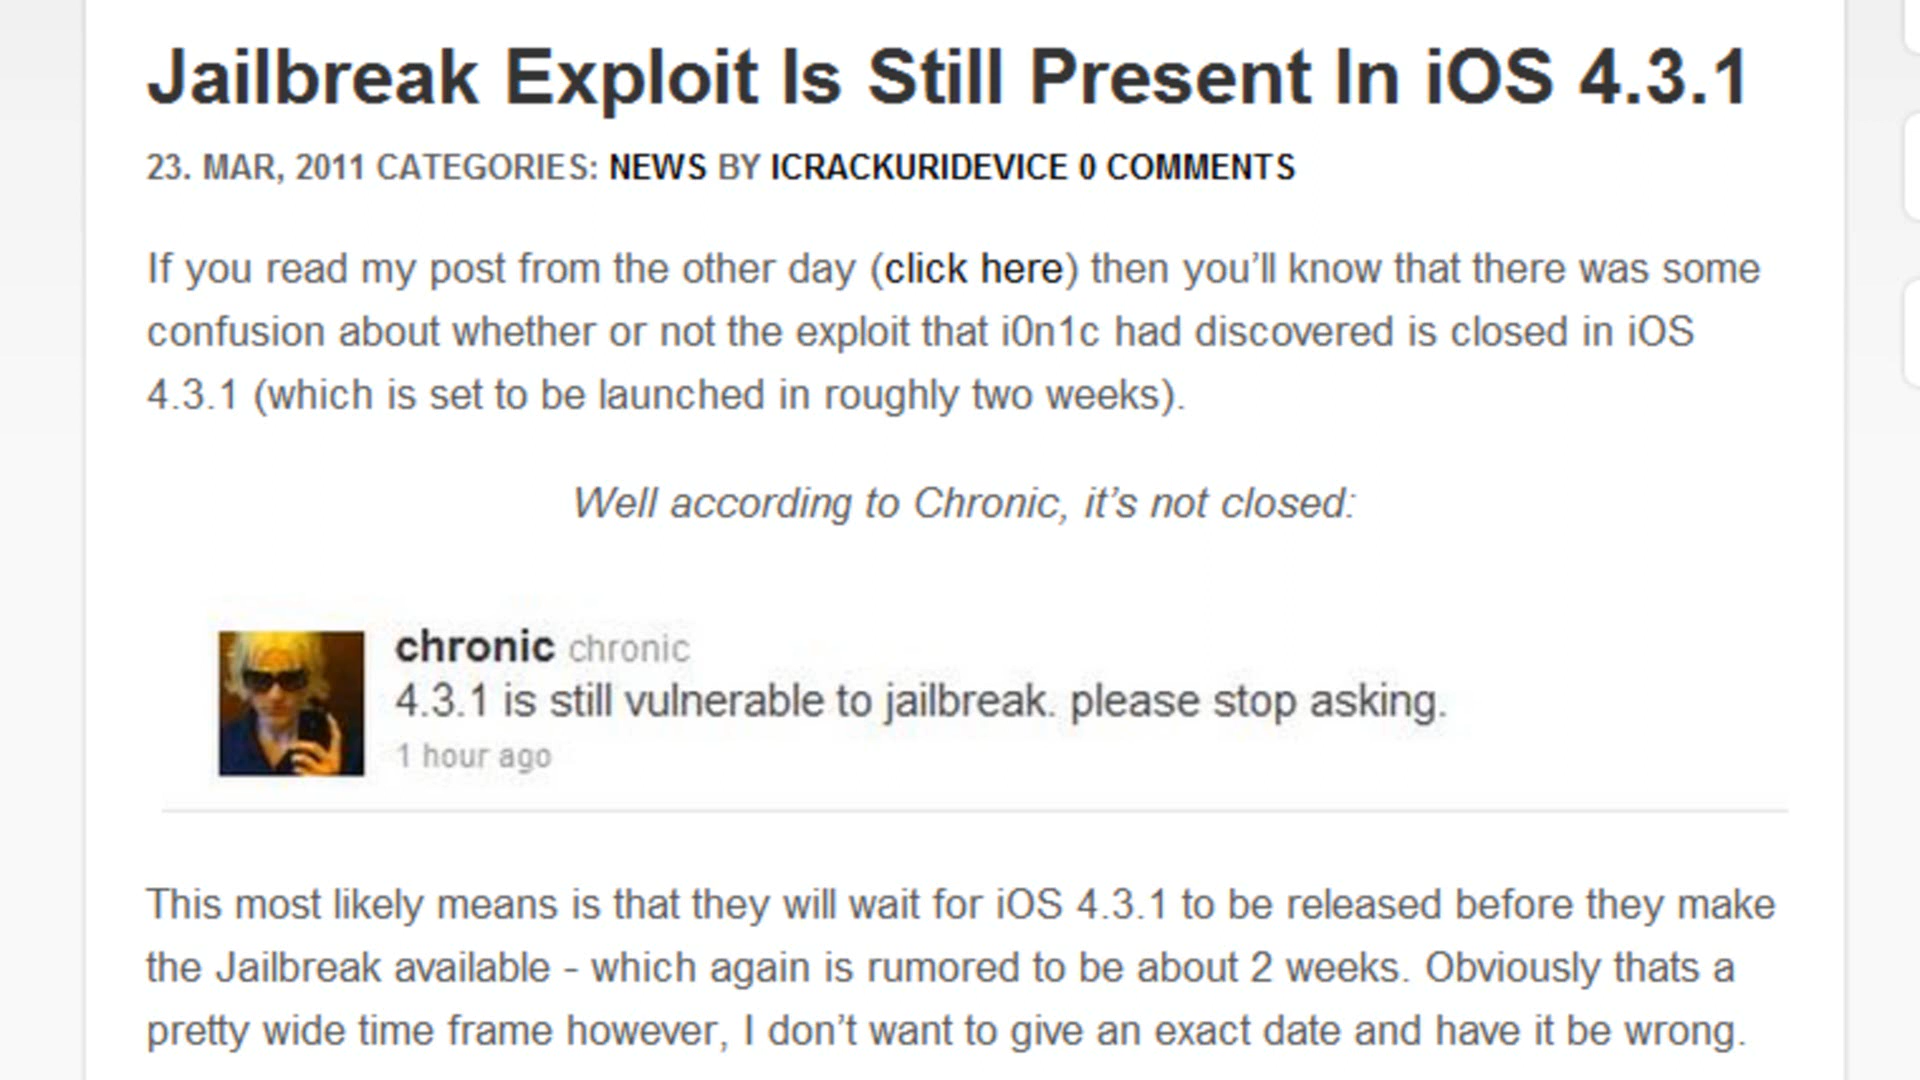 Jailbreak Exploit Is Still Present In iOS 4.3.1
23. MAR, 2011 CATEGORIES: NEWS BY ICRACKURIDEVICE 0 COMMENTS
If you read my post from the other day (click here) then you’ll know that there was some
confusion about whether or not the exploit that i0n1c had discovered is closed in iOS
4.3.1 (which is set to be launched in roughly two weeks).
Well according to Chronic, it’s not closed:
chronic chronic
4.3.1 is still vulnerable to jailbreak. please stop asking.
1 hour ago
This most likely means is that they will wait for iOS 4.3.1 to be released before they make
the Jailbreak available - which again is rumored to be about 2 weeks. Obviously thats a
pretty wide time frame however, I don’t want to give an exact date and have it be wrong.